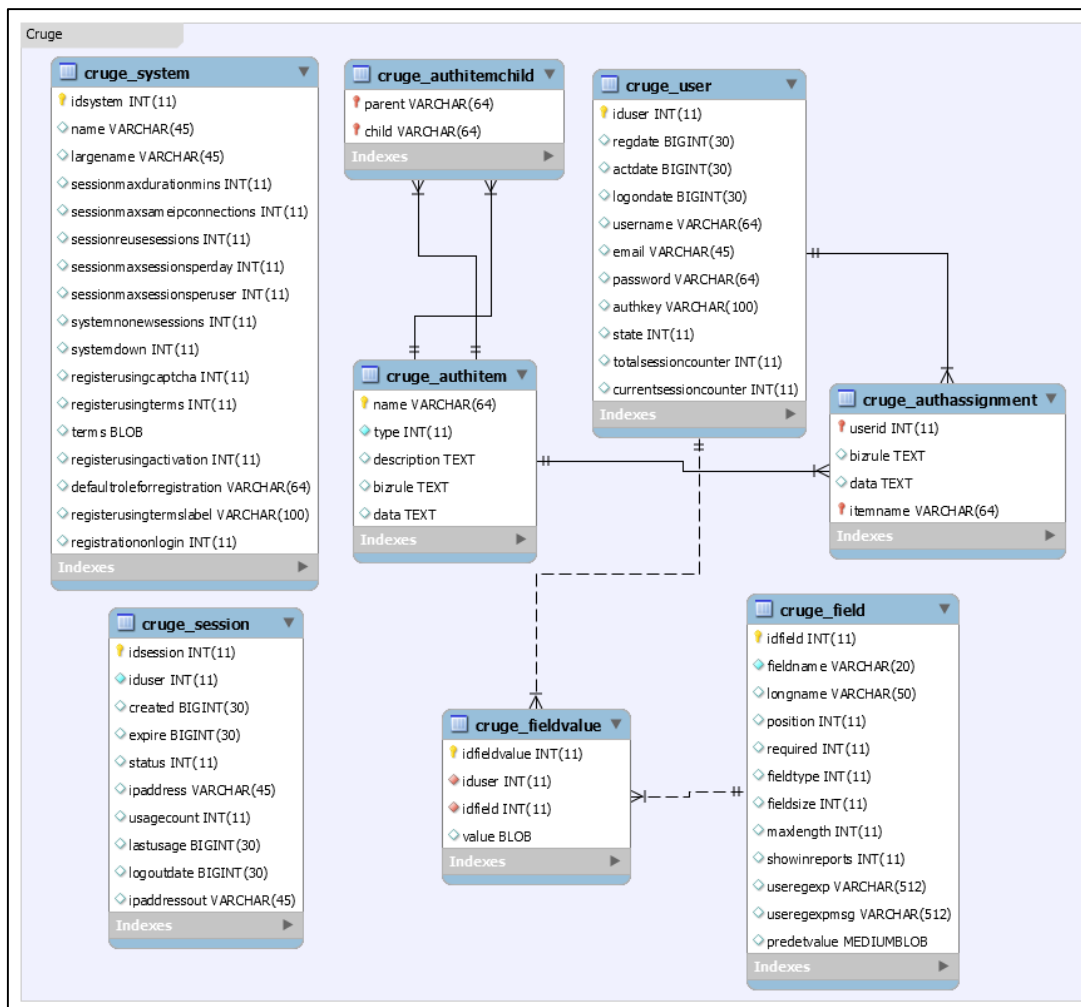 Cruge
cruge_system
idsystem INT(11)
name VARCHAR(45)
largename VARCHAR(45)
sessionmaxdurationmins INT(11)
sessionmaxsameipconnections INT(11)
sessionreusesessions INT(11)
sessionmaxsessionsperday INT(11)
sessionmaxsessionsperuser INT(11)
systemnonewsessions INT(11)
systemdown INT(11)
registerusingcaptcha INT(11)
registerusingterms INT(11)
terms BLOB
registerusingactivation INT(11)
defaultroleforregistration VARCHAR(64)
registerusingtermslabel VARCHAR(100)
registrationonlogin INT(11)
Indexes
cruge_authitemchild
parent VARCHAR(64)
child VARCHAR(64)
Indexes
cruge_user
iduser INT(11)
regdate BIGINT(30)
actdate BIGINT(30)
logondate BIGINT(30)
username VARCHAR(64)
email VARCHAR(45)
password VARCHAR(64)
authkey VARCHAR(100)
state INT(11)
totalsessioncounter INT(11)
currentsessioncounter INT(11)
Indexes
cruge_authitem
name VARCHAR(64)
type INT(11)
description TEXT
bizrule TEXT
data TEXT
Indexes
cruge_authassignment
userid INT(11)
bizrule TEXT
data TEXT
itemname VARCHAR(64)
Indexes
cruge_session
idsession INT(11)
iduser INT(11)
created BIGINT(30)
expire BIGINT(30)
status INT(11)
ipaddress VARCHAR(45)
usagecount INT(11)
lastusage BIGINT(30)
logoutdate BIGINT(30)
ipaddressout VARCHAR(45)
Indexes
cruge_fieldvalue
idfieldvalue INT(11)
iduser INT(11)
idfield INT(11)
value BLOB
Indexes
cruge_field
idfield INT(11)
fieldname VARCHAR(20)
longname VARCHAR(50)
position INT(11)
required INT(11)
fieldtype INT(11)
fieldsize INT(11)
maxlength INT(11)
showinreports INT(11)
useregexp VARCHAR(512)
useregexpmsg VARCHAR(512)
predetvalue MEDIUMBLOB
Indexes